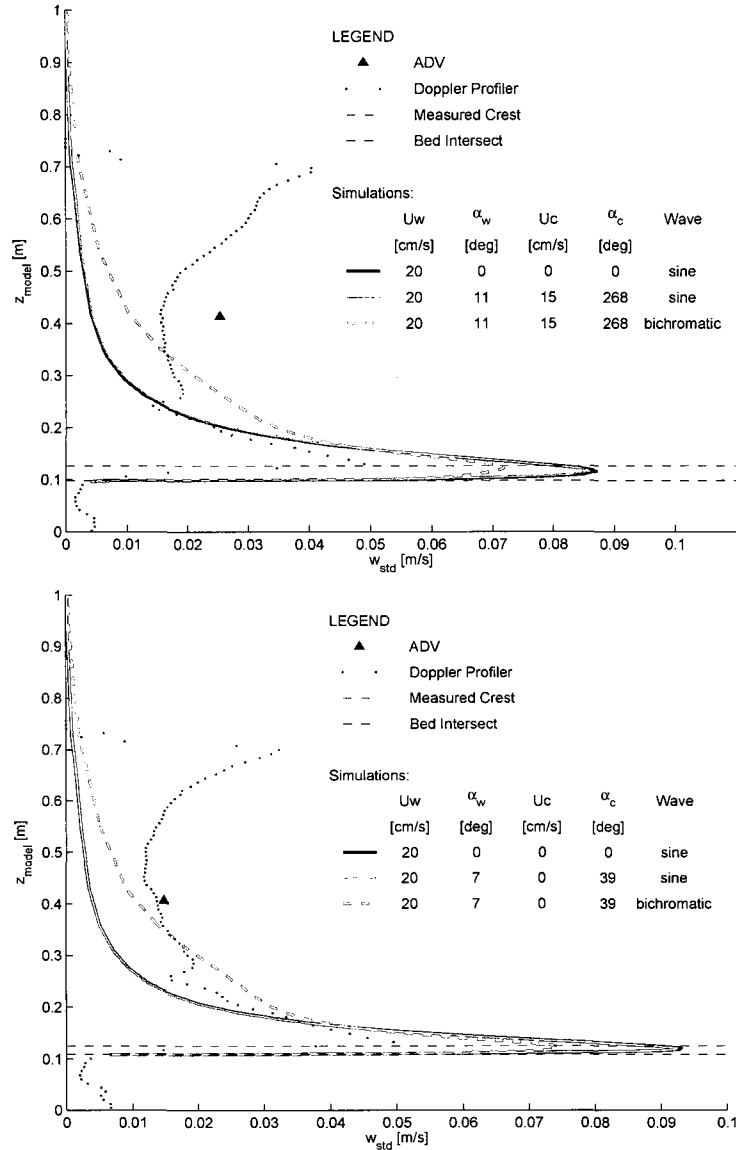 LEGEND
ADV
Doppler Profiler
Measured Crest
Bed Intersect
Simulations:
Uw αw Uc αc Wave
[cm/s] [deg] [cm/s] [deg]
20 0 0 0 sine
20 11 15 268 sine
20 11 15 268 bichromatic
1
0.9
0.8
0.7
0.6
0.5
0.4
0.3
0.2
0.1
0
z_model [m]
0 0.01 0.02 0.03 0.04 0.05 0.06 0.07 0.08 0.09 0.1
w_std [m/s]
LEGEND
ADV
Doppler Profiler
Measured Crest
Bed Intersect
Simulations:
Uw αw Uc αc Wave
[cm/s] [deg] [cm/s] [deg]
20 0 0 0 sine
20 7 0 39 sine
20 7 0 39 bichromatic
1
0.9
0.8
0.7
0.6
0.5
0.4
0.3
0.2
0.1
0
z_model [m]
0 0.01 0.02 0.03 0.04 0.05 0.06 0.07 0.08 0.09 0.1
w_std [m/s]